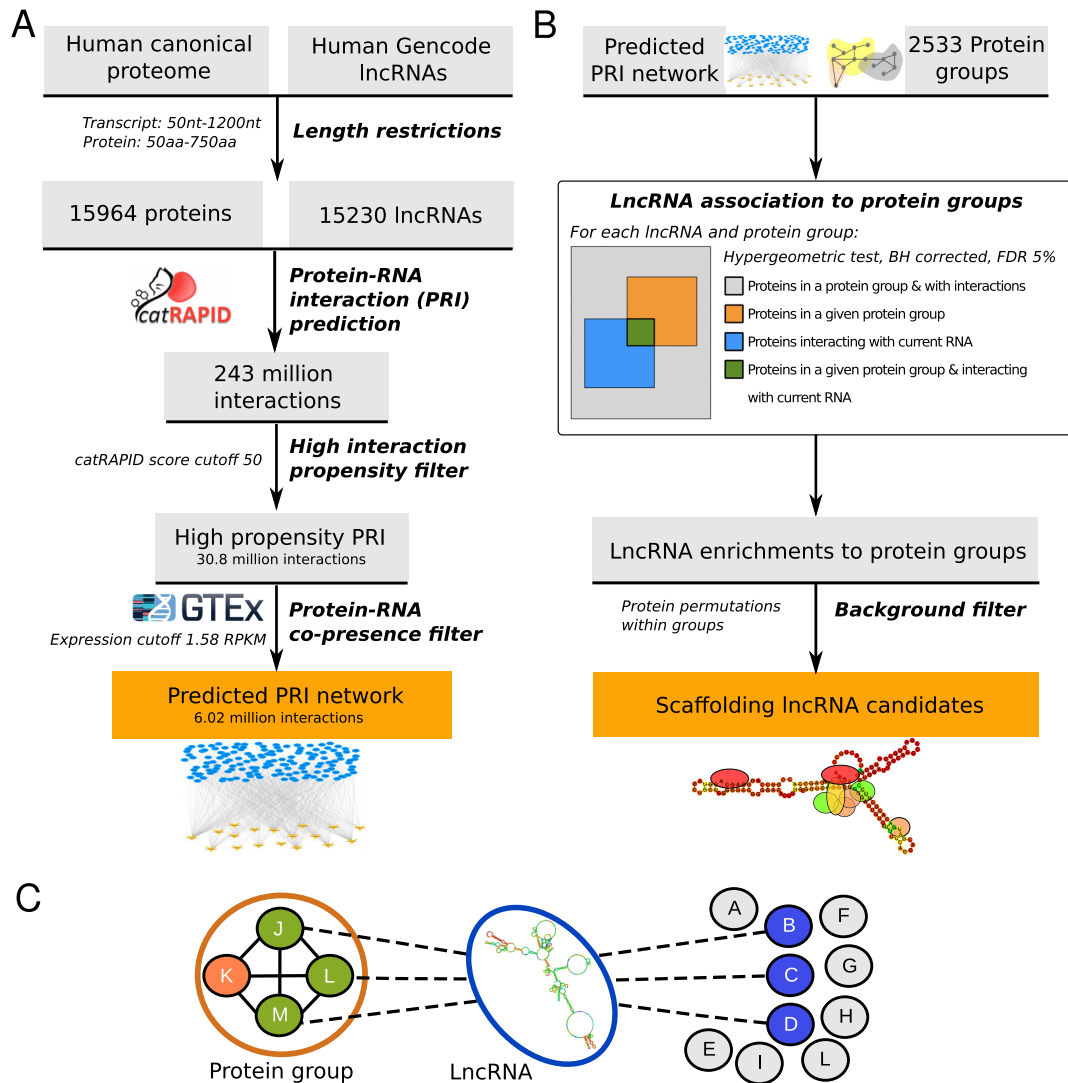 A
Human canonical
proteome
Human Gencode
lncRNAs
Transcript: 50nt-1200nt
Protein: 50aa-750aa
Length restrictions
15964 proteins
15230 lncRNAs
catRAPID
Protein-RNA
interaction (PRI)
prediction
243 million
interactions
catRAPID score cutoff 50
High interaction
propensity filter
High propensity PRI
30.8 million interactions
GTEx
Expression cutoff 1.58 RPKM
Protein-RNA
co-presence filter
Predicted PRI network
6.02 million interactions
B
Predicted
PRI network
2533 Protein
groups
LncRNA association to protein groups
For each lncRNA and protein group:
Hypergeometric test, BH corrected, FDR 5%
Proteins in a protein group & with interactions
Proteins in a given protein group
Proteins interacting with current RNA
Proteins in a given protein group & interacting
with current RNA
LncRNA enrichments to protein groups
Protein permutations
within groups
Background filter
Scaffolding lncRNA candidates
C
J
K
L
M
Protein group
LncRNA
A
B
F
C
G
D
H
E
I
L